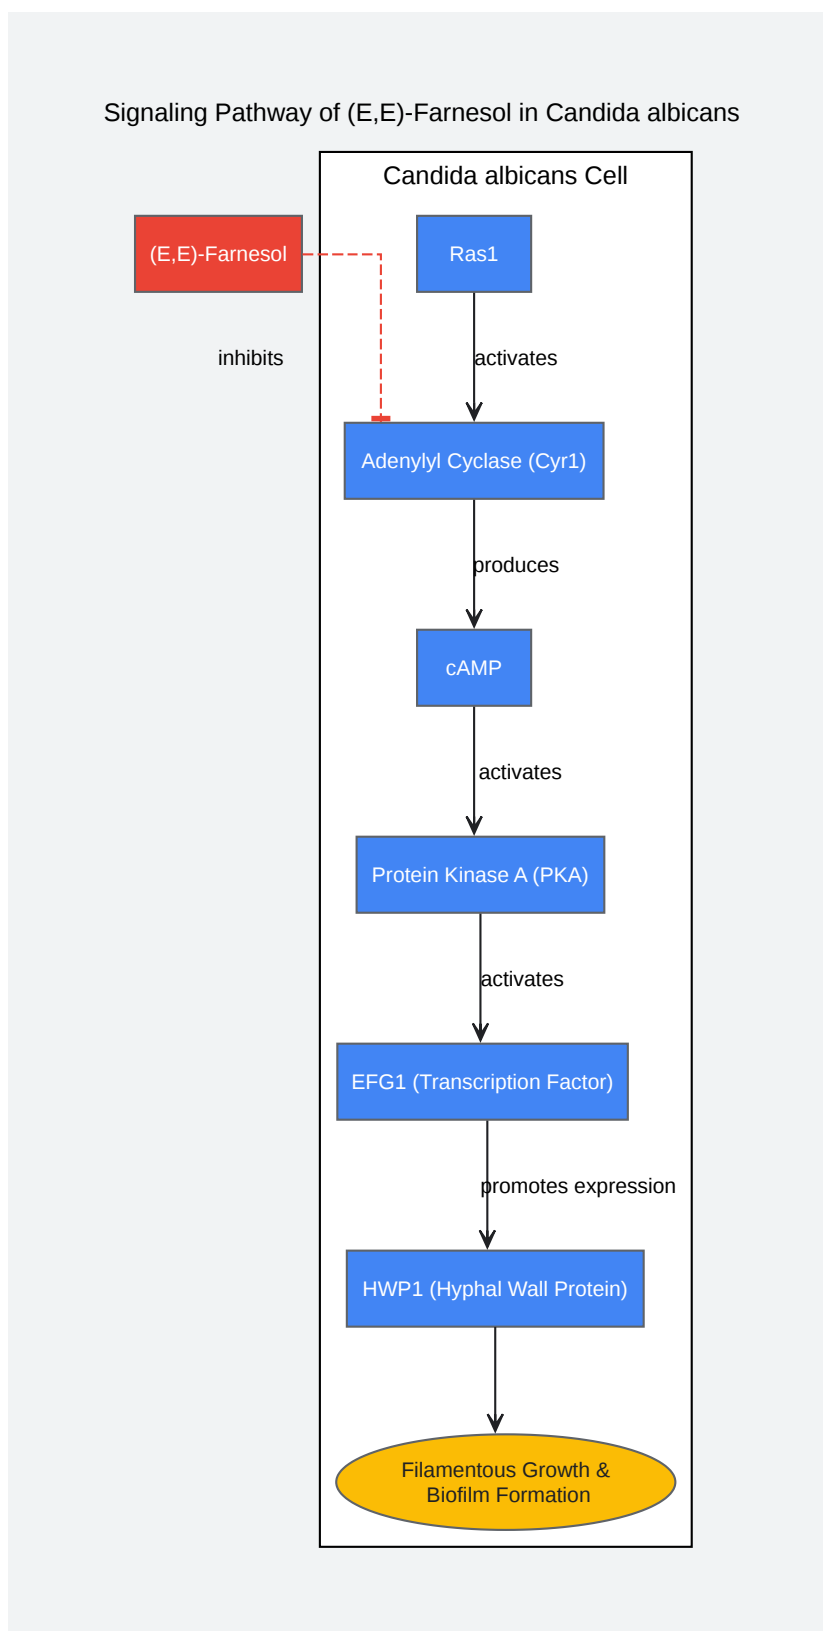 Signaling Pathway of (E,E)-Farnesol in Candida albicans
Candida albicans Cell
(E,E)-Farnesol
Ras1
inhibits
activates
Adenylyl Cyclase (Cyr1)
produces
cAMP
activates
Protein Kinase A (PKA)
activates
EFG1 (Transcription Factor)
promotes expression
HWP1 (Hyphal Wall Protein)
Filamentous Growth &
Biofilm Formation